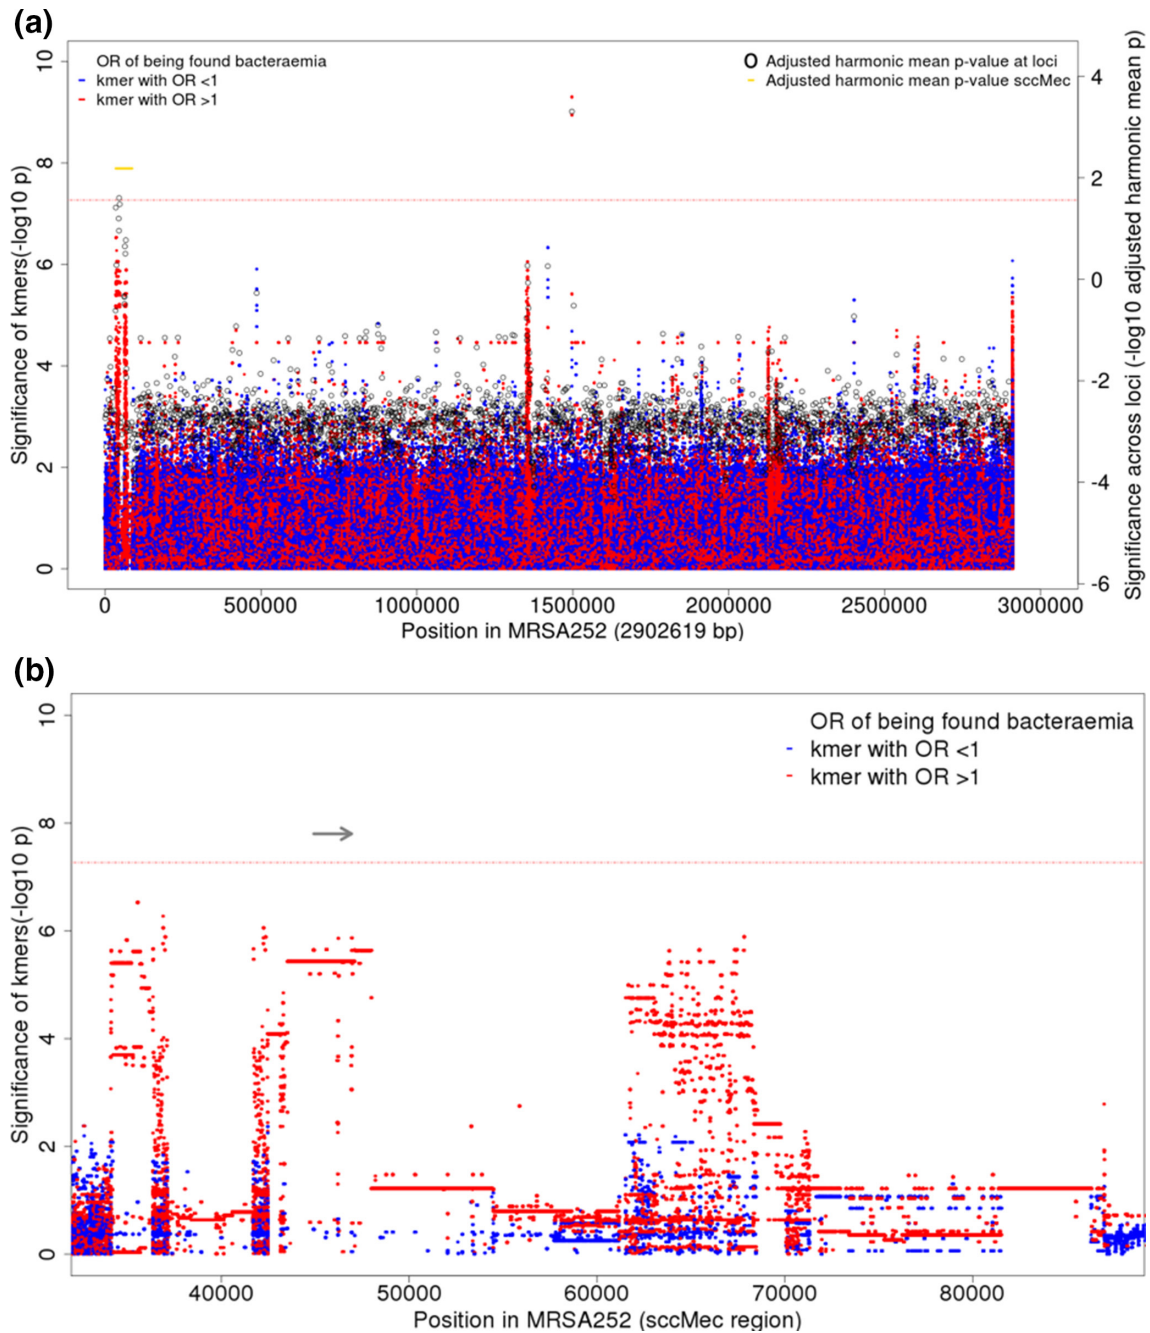 (a)
OR of being found bacteraemia
kmer with OR <1
kmer with OR >1
Adjusted harmonic mean p-value at loci
Adjusted harmonic mean p-value sccMec
Significance of kmers(-log10 p)
10
8
6
4
2
0
Significance across loci (-log10 adjusted harmonic mean p)
4
2
0
-2
-4
-6
0
500000
1000000
1500000
2000000
2500000
3000000
Position in MRSA252 (2902619 bp)
(b)
OR of being found bacteraemia
kmer with OR <1
kmer with OR >1
Significance of kmers(-log10 p)
10
8
6
4
2
0
40000
50000
60000
70000
80000
Position in MRSA252 (sccMec region)